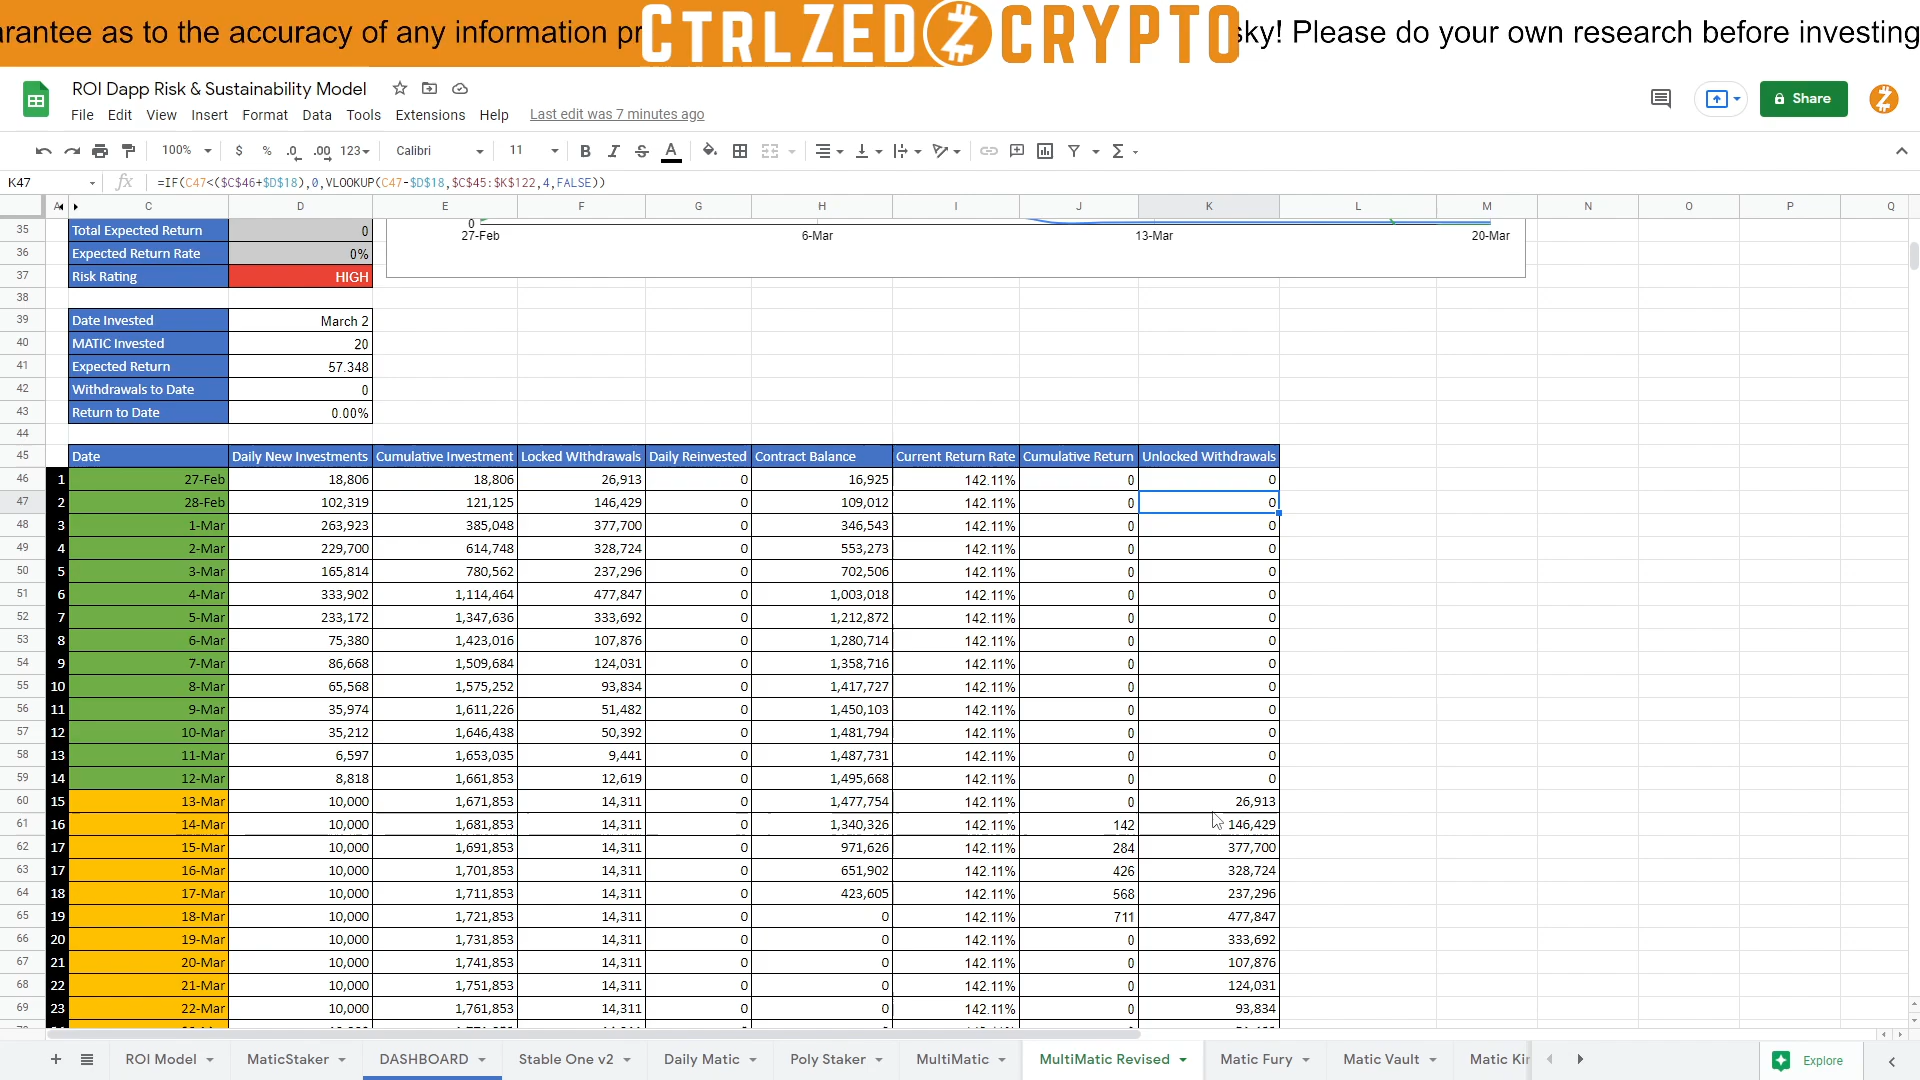 rantee as to the accuracy of any information pr CTRLZED CRYPTO sky! Please do your own research before investing
ROI Dapp Risk & Sustainability Model
Share
File Edit View Insert Format Data Tools Extensions Help Last edit was 7 minutes ago
100% $ % .0 .00 123 Calibri 11 B I S A Σ
K47 fx =IF(C47<($C$46+$D$18),0,VLOOKUP(C47-$D$18,$C$45:$K$122,4,FALSE))
A C D E F G H I J K L M N O P Q
35 Total Expected Return 0 0
27-Feb 6-Mar 13-Mar 20-Mar
36 Expected Return Rate 0%
37 Risk Rating HIGH
38
39 Date Invested March 2
40 MATIC Invested 20
41 Expected Return 57.348
42 Withdrawals to Date 0
43 Return to Date 0.00%
44
45 Date Daily New Investments Cumulative Investment Locked WIthdrawals Daily Reinvested Contract Balance Current Return Rate Cumulative Return Unlocked Withdrawals
46 1 27-Feb 18,806 18,806 26,913 0 16,925 142.11% 0 0
47 2 28-Feb 102,319 121,125 146,429 0 109,012 142.11% 0 0
48 3 1-Mar 263,923 385,048 377,700 0 346,543 142.11% 0 0
49 4 2-Mar 229,700 614,748 328,724 0 553,273 142.11% 0 0
50 5 3-Mar 165,814 780,562 237,296 0 702,506 142.11% 0 0
51 6 4-Mar 333,902 1,114,464 477,847 0 1,003,018 142.11% 0 0
52 7 5-Mar 233,172 1,347,636 333,692 0 1,212,872 142.11% 0 0
53 8 6-Mar 75,380 1,423,016 107,876 0 1,280,714 142.11% 0 0
54 9 7-Mar 86,668 1,509,684 124,031 0 1,358,716 142.11% 0 0
55 10 8-Mar 65,568 1,575,252 93,834 0 1,417,727 142.11% 0 0
56 11 9-Mar 35,974 1,611,226 51,482 0 1,450,103 142.11% 0 0
57 12 10-Mar 35,212 1,646,438 50,392 0 1,481,794 142.11% 0 0
58 13 11-Mar 6,597 1,653,035 9,441 0 1,487,731 142.11% 0 0
59 14 12-Mar 8,818 1,661,853 12,619 0 1,495,668 142.11% 0 0
60 15 13-Mar 10,000 1,671,853 14,311 0 1,477,754 142.11% 0 26,913
61 16 14-Mar 10,000 1,681,853 14,311 0 1,340,326 142.11% 142 146,429
62 17 15-Mar 10,000 1,691,853 14,311 0 971,626 142.11% 284 377,700
63 17 16-Mar 10,000 1,701,853 14,311 0 651,902 142.11% 426 328,724
64 18 17-Mar 10,000 1,711,853 14,311 0 423,605 142.11% 568 237,296
65 19 18-Mar 10,000 1,721,853 14,311 0 0 142.11% 711 477,847
66 20 19-Mar 10,000 1,731,853 14,311 0 0 142.11% 0 333,692
67 21 20-Mar 10,000 1,741,853 14,311 0 0 142.11% 0 107,876
68 22 21-Mar 10,000 1,751,853 14,311 0 0 142.11% 0 124,031
69 23 22-Mar 10,000 1,761,853 14,311 0 0 142.11% 0 93,834
ROI Model MaticStaker DASHBOARD Stable One v2 Daily Matic Poly Staker MultiMatic MultiMatic Revised Matic Fury Matic Vault Matic Kin Explore